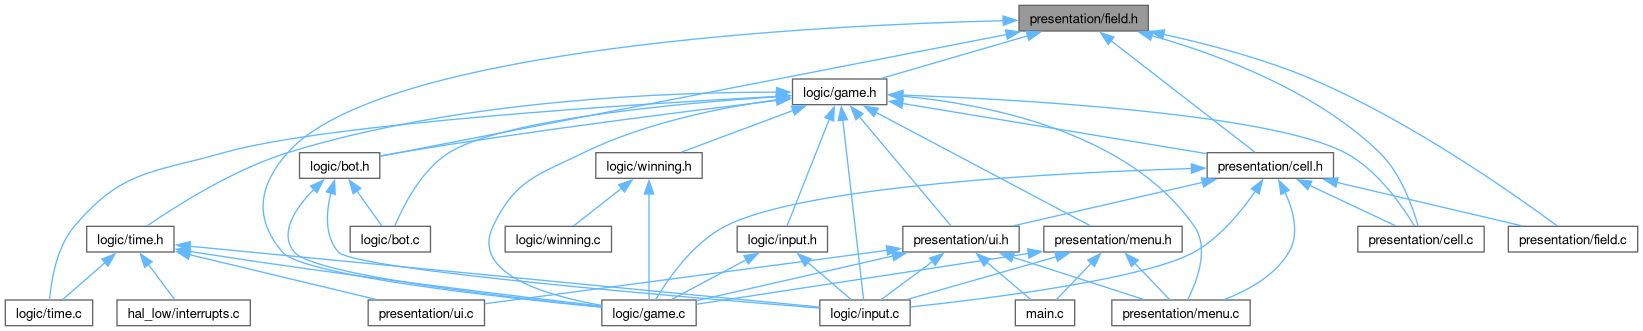 presentation/field.h
logic/game.h
logic/bot.h
logic/winning.h
presentation/cell.h
logic/time.h
logic/bot.c
logic/winning.c
logic/input.h
presentation/ui.h
presentation/menu.h
presentation/cell.c
presentation/field.c
logic/time.c
hal_low/interrupts.c
presentation/ui.c
logic/game.c
logic/input.c
main.c
presentation/menu.c